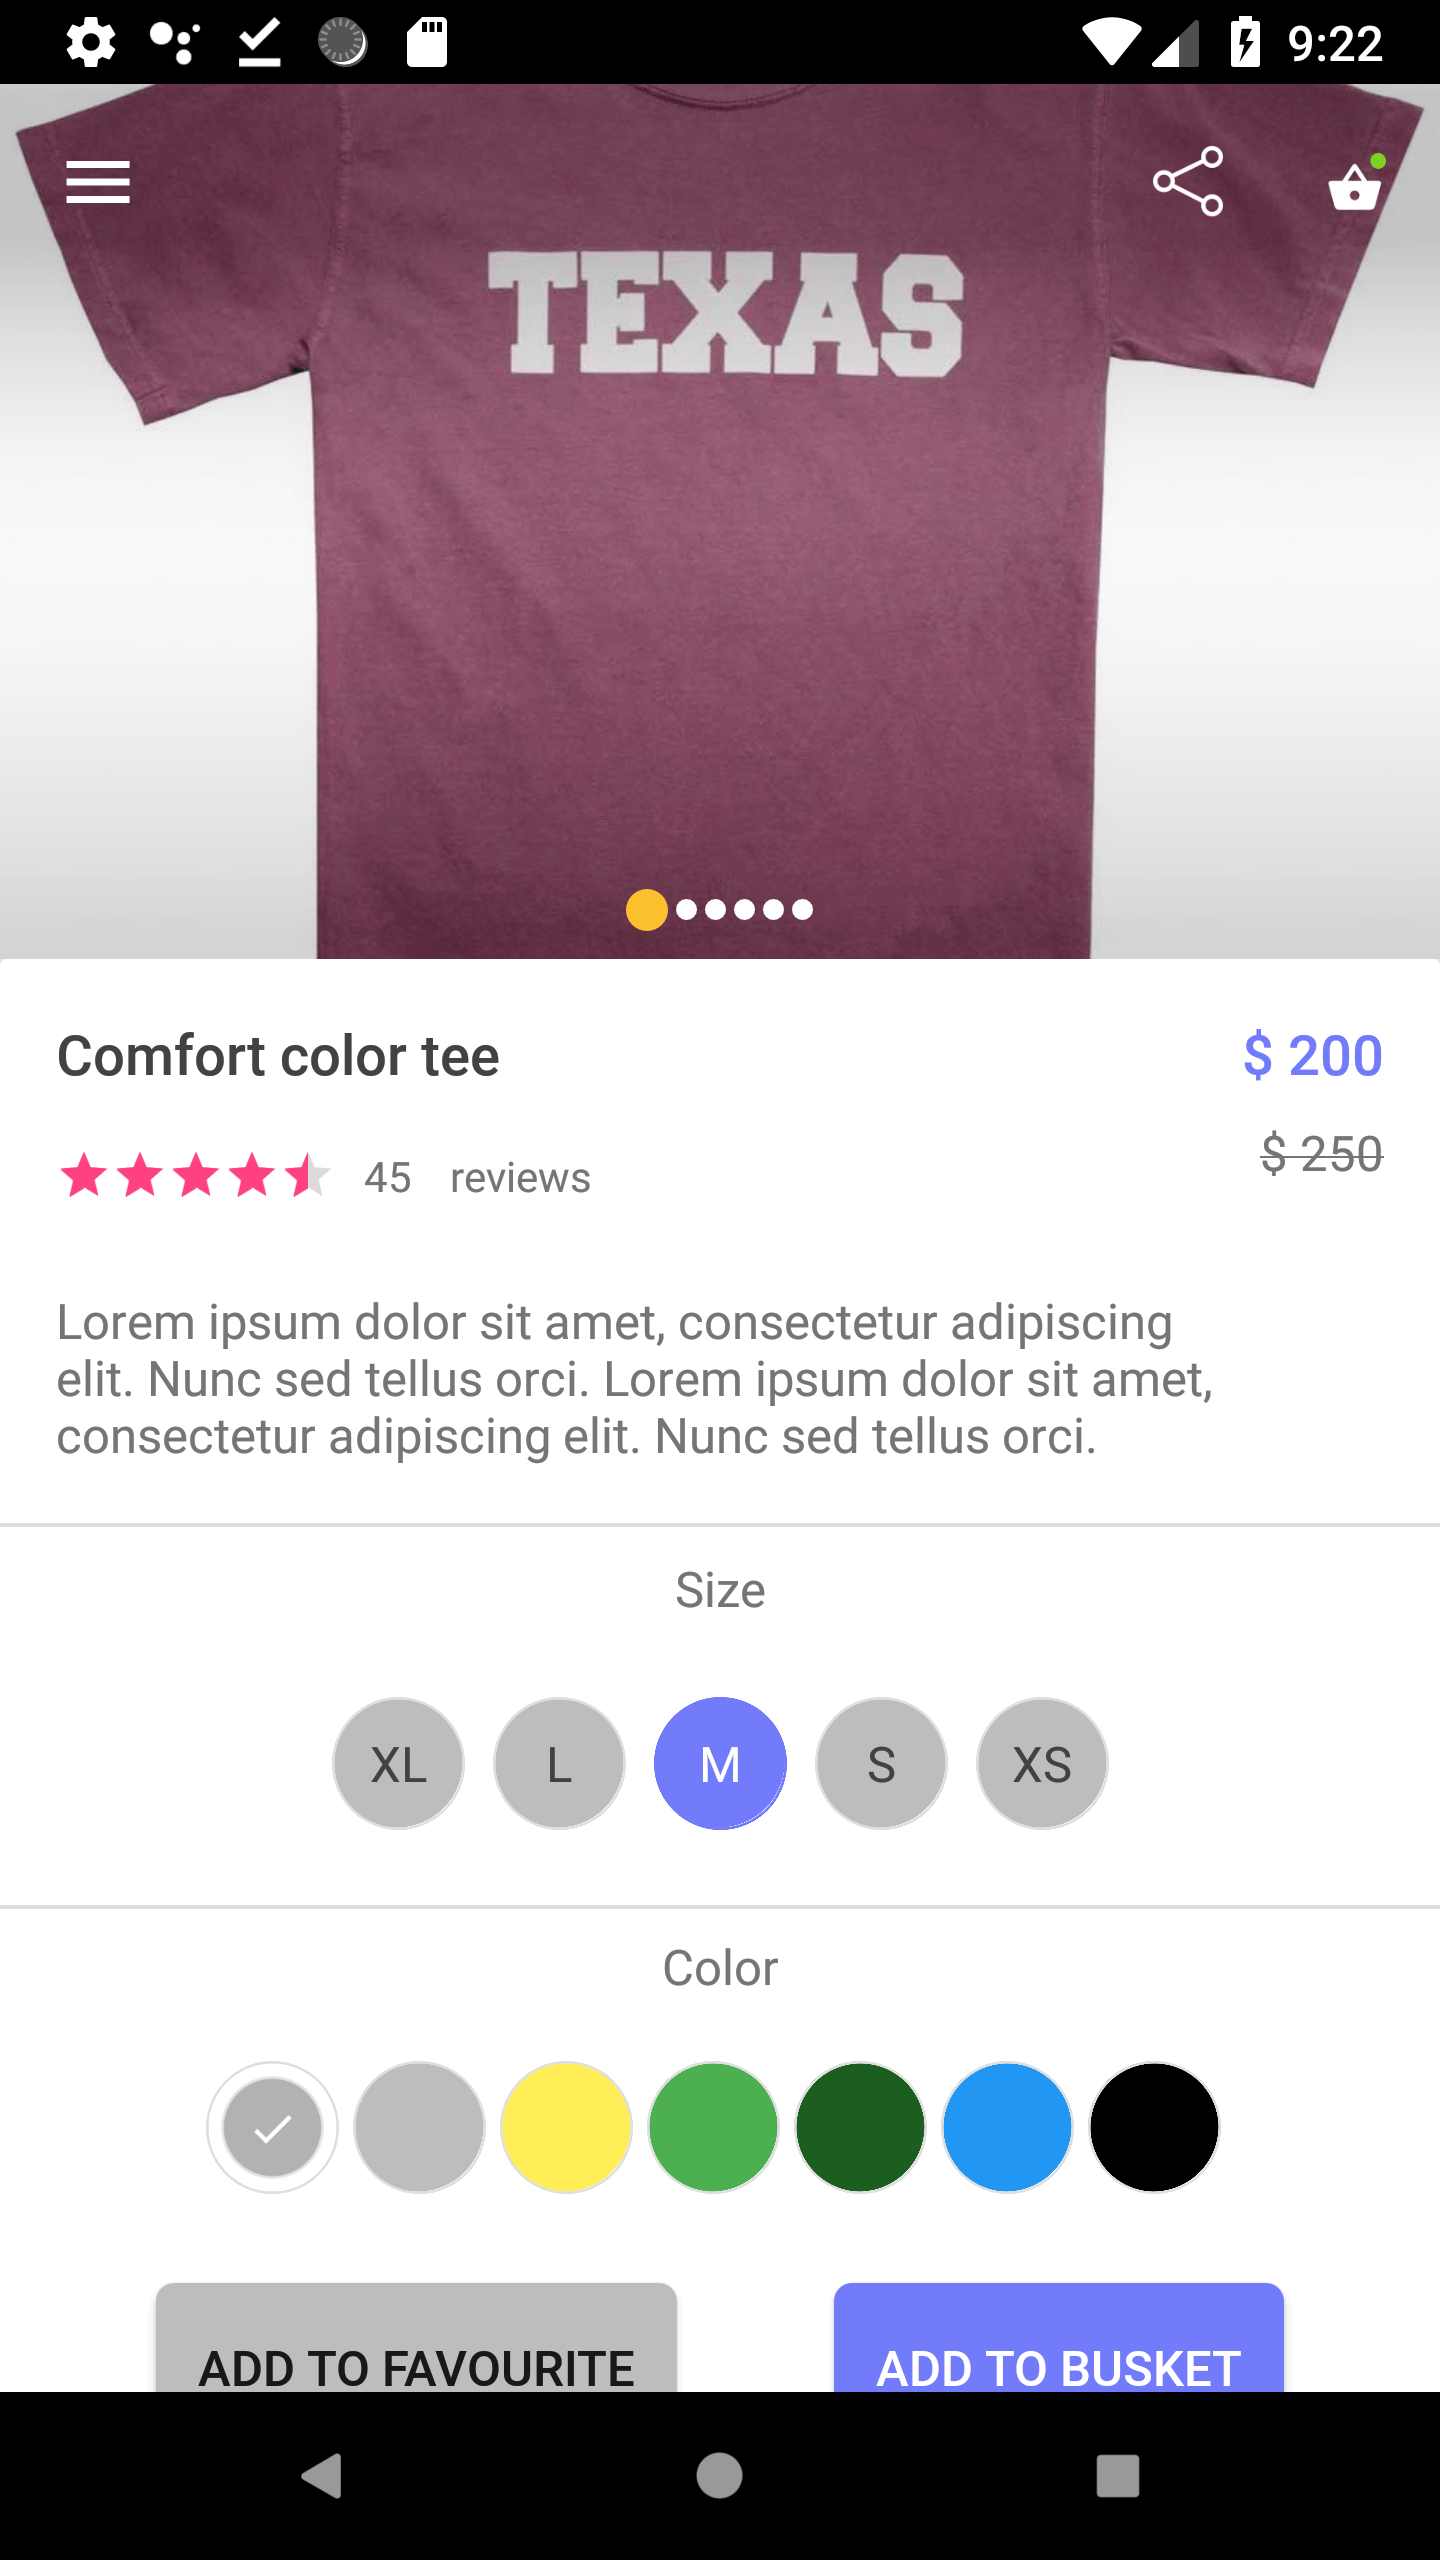 9:22
TEXAS
Comfort color tee
$ 200
$ 250
45 reviews
Lorem ipsum dolor sit amet, consectetur adipiscing
elit. Nunc sed tellus orci. Lorem ipsum dolor sit amet,
consectetur adipiscing elit. Nunc sed tellus orci.
Size
XL L M S XS
Color
ADD TO FAVOURITE ADD TO BUSKET